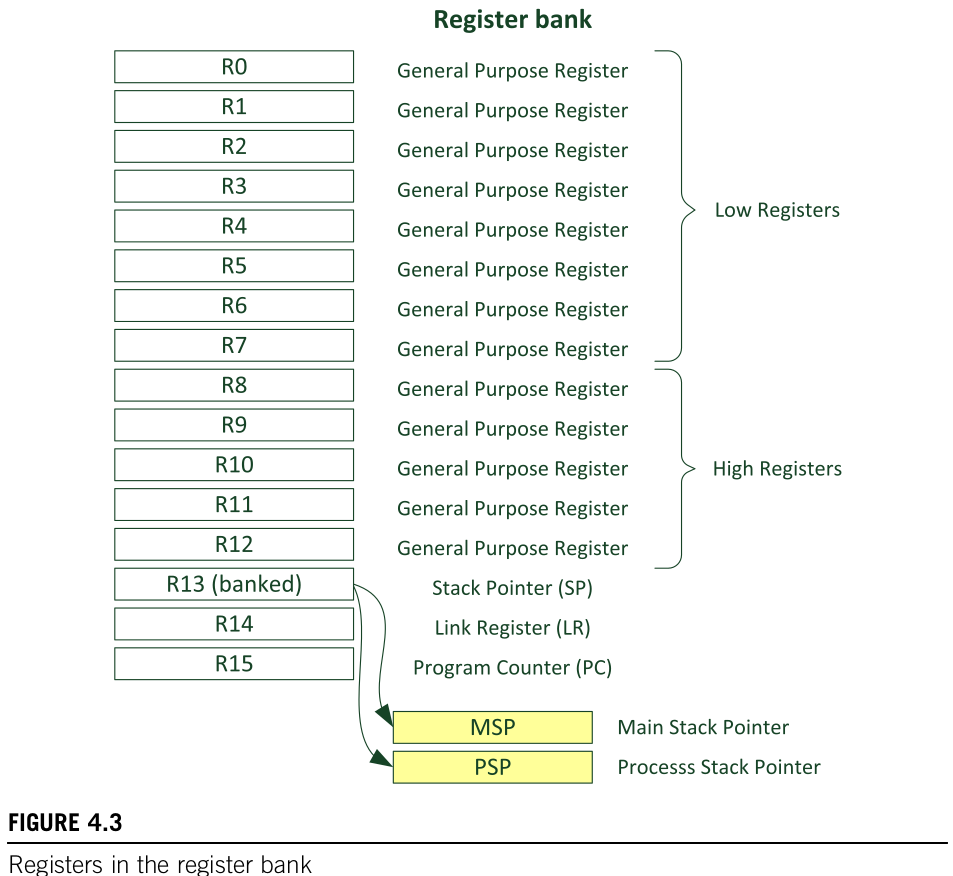 Register bank
R0 General Purpose Register
R1 General Purpose Register
R2 General Purpose Register
R3 General Purpose Register
R4 General Purpose Register Low Registers
R5 General Purpose Register
R6 General Purpose Register
R7 General Purpose Register
R8 General Purpose Register
R9 General Purpose Register
R10 General Purpose Register High Registers
R11 General Purpose Register
R12 General Purpose Register
R13 (banked) Stack Pointer (SP)
R14 Link Register (LR)
R15 Program Counter (PC)
MSP Main Stack Pointer
PSP Processs Stack Pointer
FIGURE 4.3
Registers in the register bank